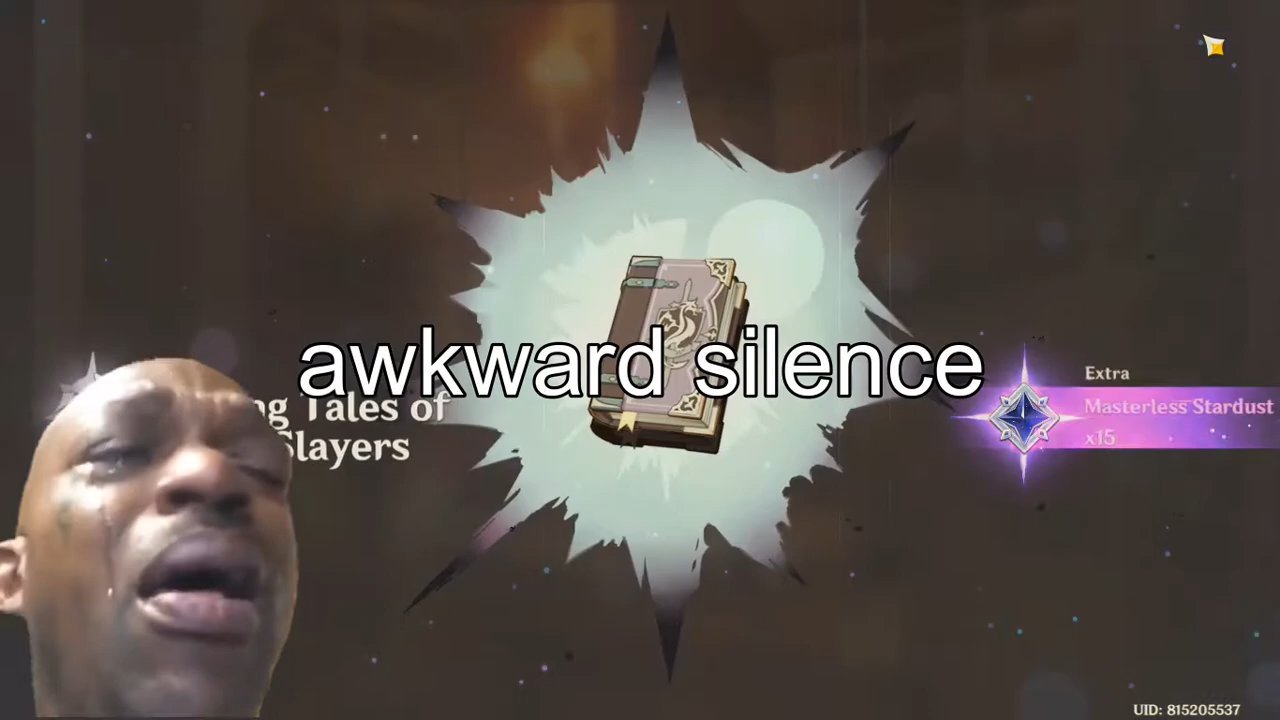 awkward silence
Tales of
Slayers
Extra
Masterless Stardust
x15
UID: 815205537